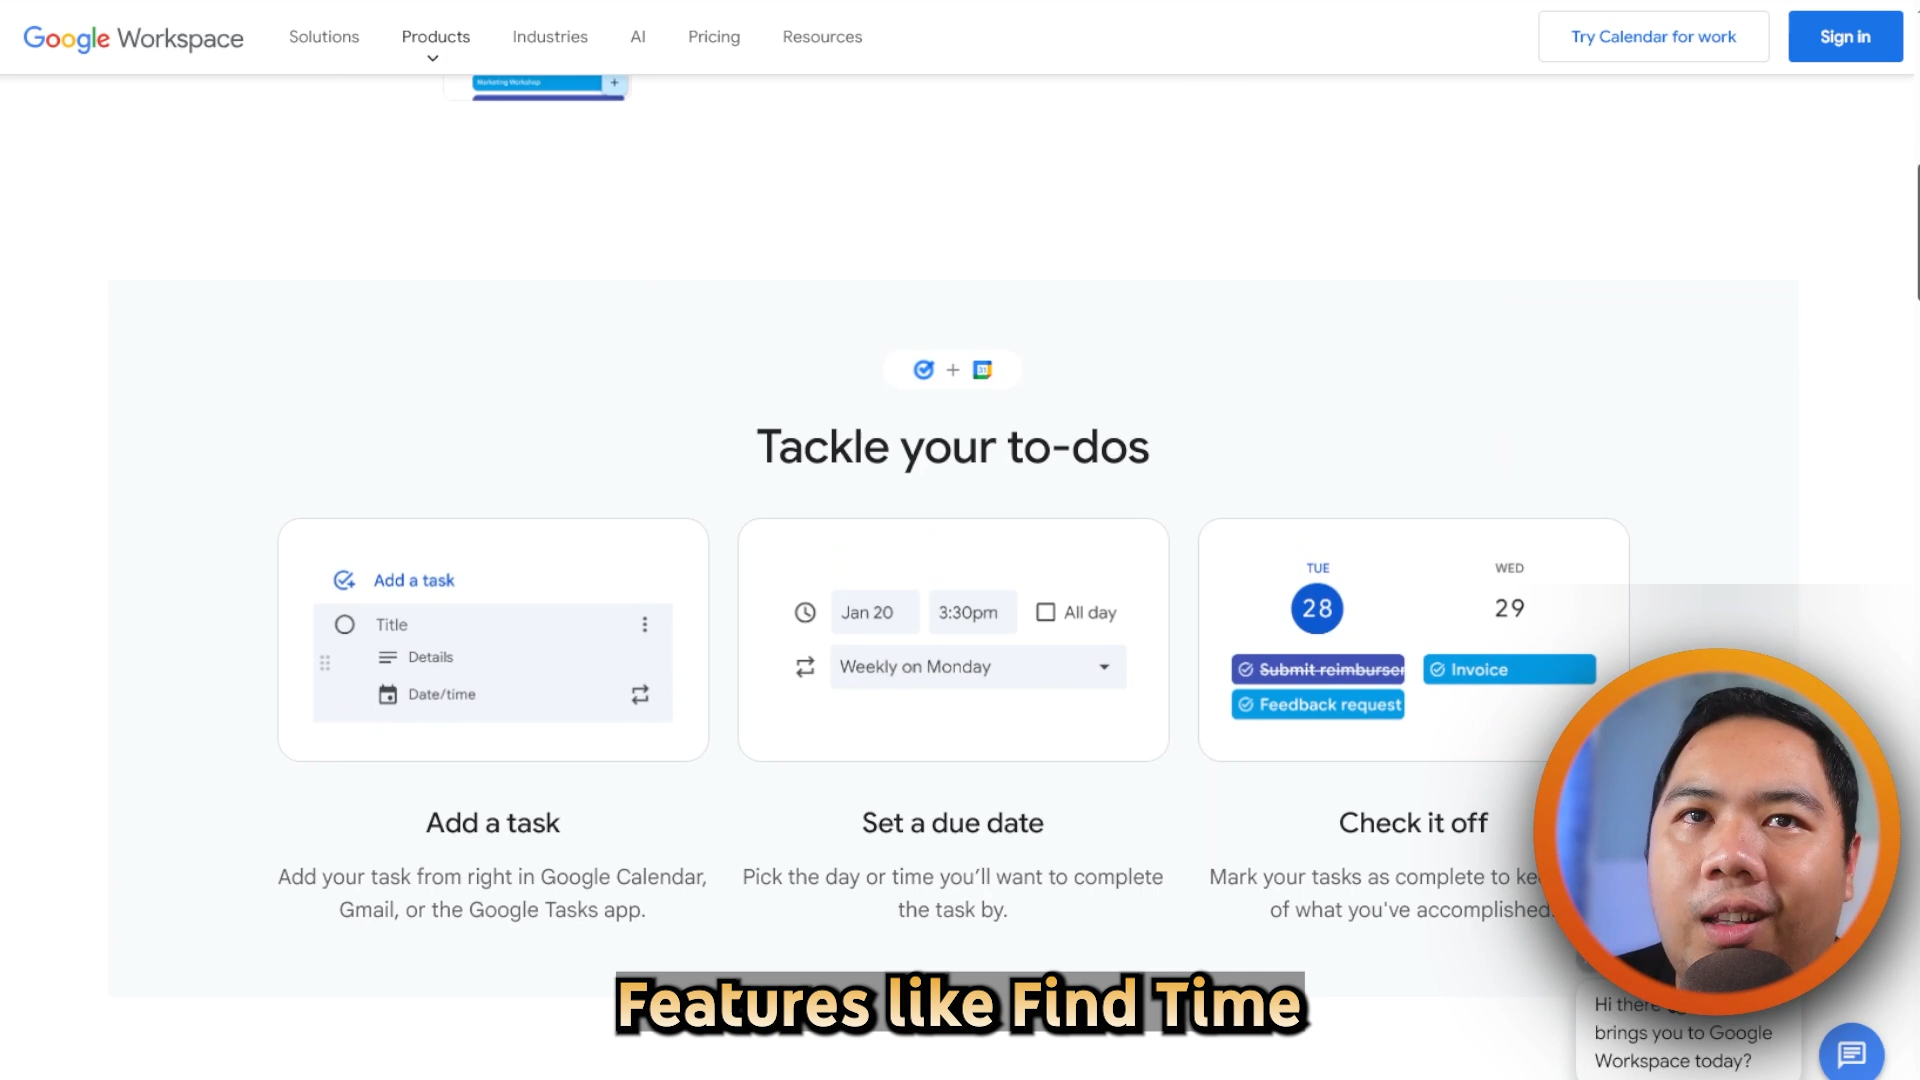 Google Workspace
Solutions
Products
Industries
AI
Pricing
Resources
Try Calendar for work
Sign in
Marketing Workshop
+
31
Tackle your to-dos
Add a task
Title
Details
Date/time
Jan 20
3:30pm
All day
Weekly on Monday
TUE
28
WED
29
Submit reimburser
Invoice
Feedback request
Add a task
Add your task from right in Google Calendar,
Gmail, or the Google Tasks app.
Set a due date
Pick the day or time you’ll want to complete
the task by.
Check it off
Mark your tasks as complete to
of what you've accomplished.
Features like Find Time
Hi there
brings you to Google
Workspace today?